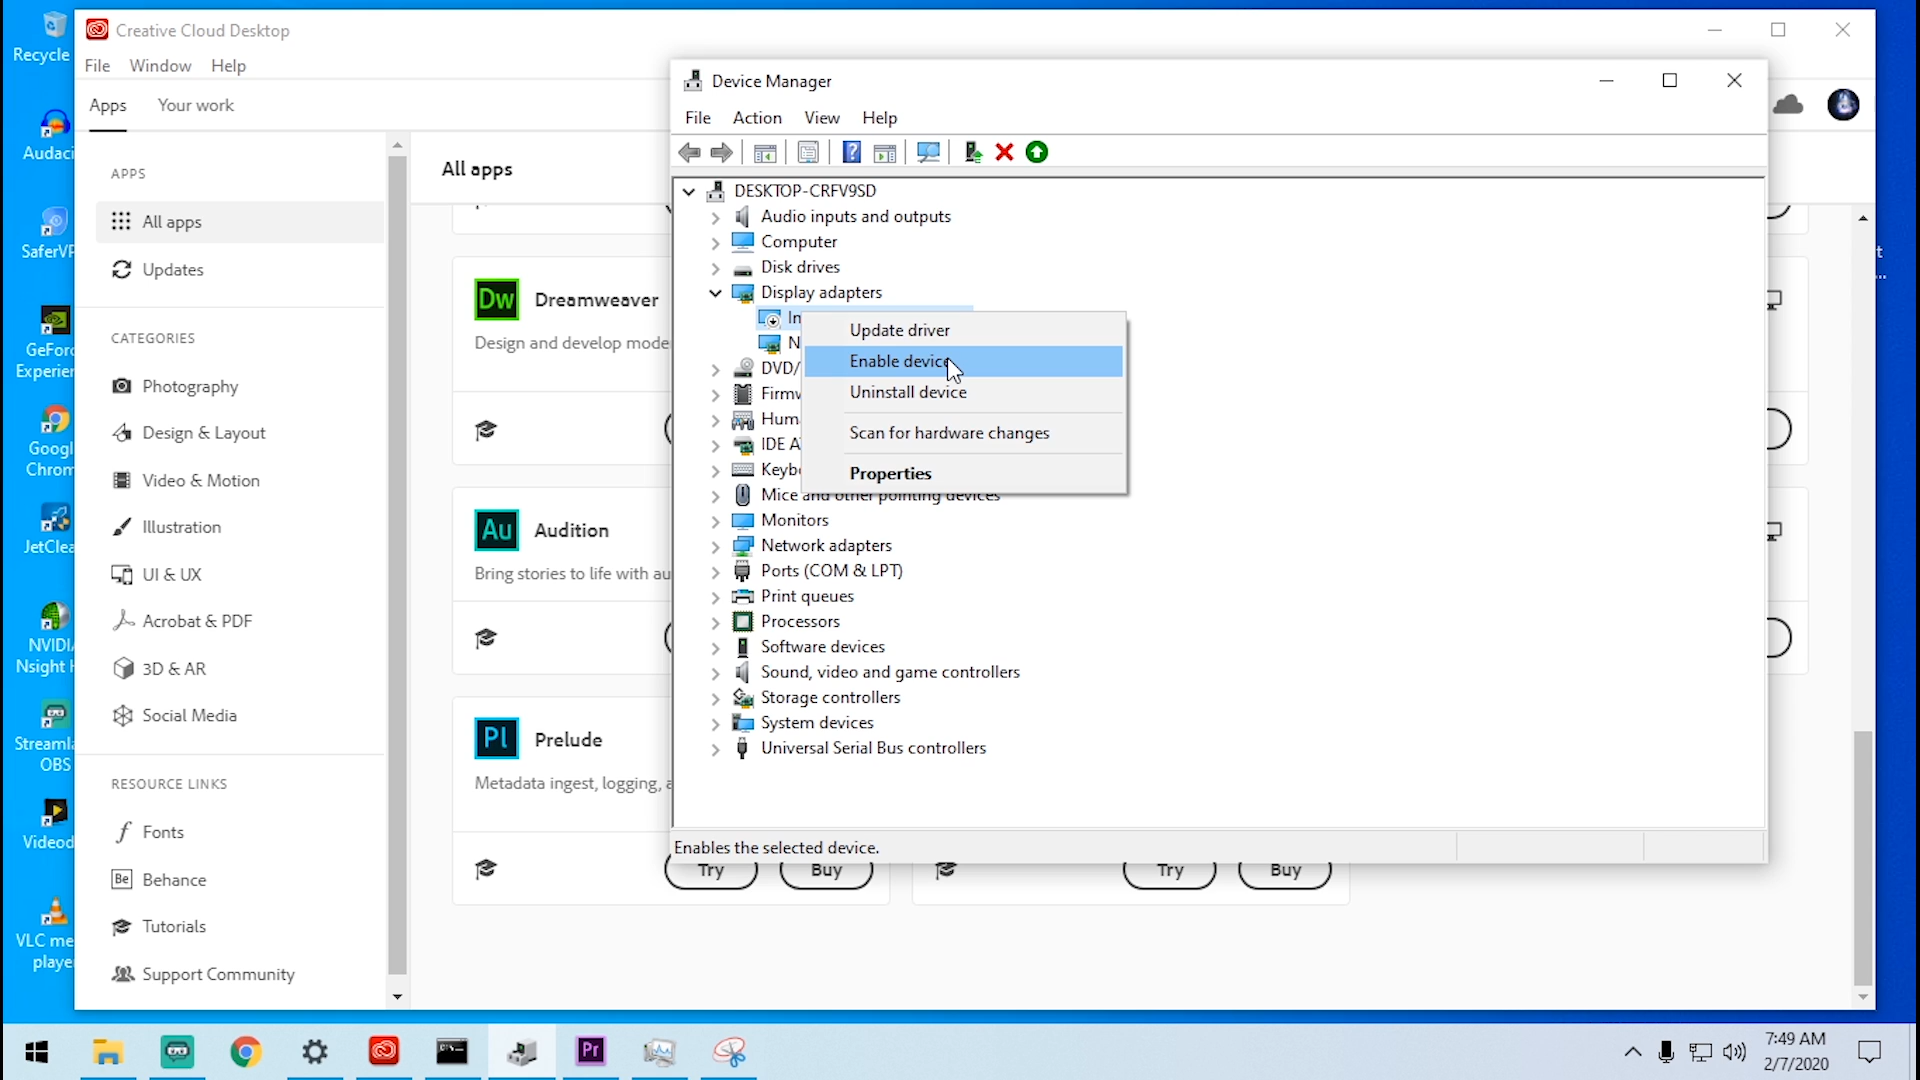 Recycle
Audaci
SaferVP
GeForc
Experien
Googl
Chrom
JetClea
NVIDIA
Nsight H
Streamla
OBS
Videod
VLC me
playe
Creative Cloud Desktop
File Window Help
Apps Your work
APPS
All apps
Updates
CATEGORIES
Photography
Design & Layout
Video & Motion
Illustration
UI & UX
Acrobat & PDF
3D & AR
Social Media
RESOURCE LINKS
Fonts
Be Behance
Tutorials
Support Community
All apps
Dw Dreamweaver
Design and develop mode
Au Audition
Bring stories to life with au
Pl Prelude
Metadata ingest, logging, a
Try Buy
Try Buy
Device Manager
File Action View Help
DESKTOP-CRFV9SD
Audio inputs and outputs
Computer
Disk drives
Display adapters
In
N
DVD/
Firmw
Huma
IDE A
Keybo
Mice and other pointing devices
Monitors
Network adapters
Ports (COM & LPT)
Print queues
Processors
Software devices
Sound, video and game controllers
Storage controllers
System devices
Universal Serial Bus controllers
Update driver
Enable device
Uninstall device
Scan for hardware changes
Properties
Enables the selected device.
Pr
7:49 AM
2/7/2020